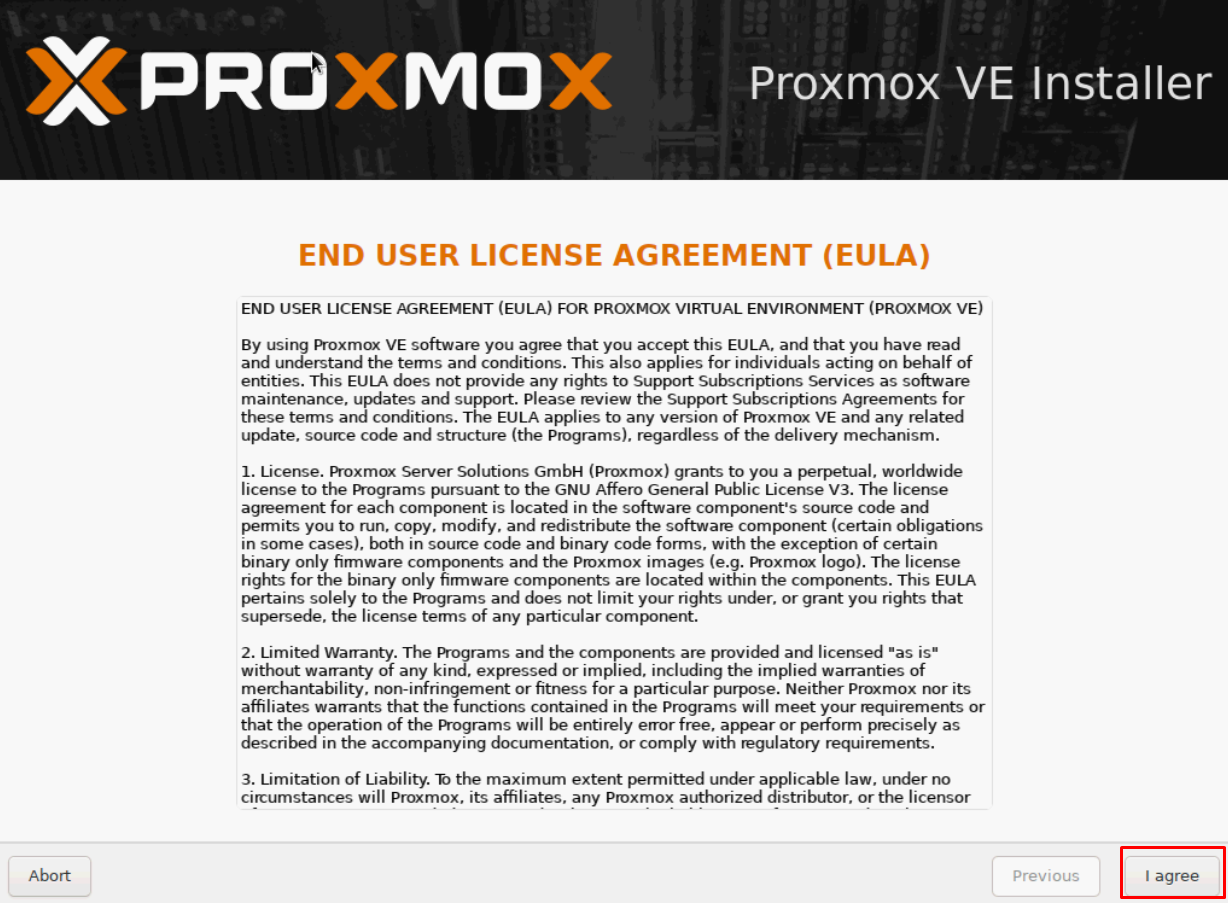 PROXMOX
Proxmox VE Installer
END USER LICENSE AGREEMENT (EULA)
END USER LICENSE AGREEMENT (EULA) FOR PROXMOX VIRTUAL ENVIRONMENT (PROXMOX VE)
By using Proxmox VE software you agree that you accept this EULA, and that you have read
and understand the terms and conditions. This also applies for individuals acting on behalf of
entities. This EULA does not provide any rights to Support Subscriptions Services as software
maintenance, updates and support. Please review the Support Subscriptions Agreements for
these terms and conditions. The EULA applies to any version of Proxmox VE and any related
update, source code and structure (the Programs), regardless of the delivery mechanism.
1. License. Proxmox Server Solutions GmbH (Proxmox) grants to you a perpetual, worldwide
license to the Programs pursuant to the GNU Affero General Public License V3. The license
agreement for each component is located in the software component's source code and
permits you to run, copy, modify, and redistribute the software component (certain obligations
in some cases), both in source code and binary code forms, with the exception of certain
binary only firmware components and the Proxmox images (e.g. Proxmox logo). The license
rights for the binary only firmware components are located within the components. This EULA
pertains solely to the Programs and does not limit your rights under, or grant you rights that
supersede, the license terms of any particular component.
2. Limited Warranty. The Programs and the components are provided and licensed "as is"
without warranty of any kind, expressed or implied, including the implied warranties of
merchantability, non-infringement or fitness for a particular purpose. Neither Proxmox nor its
affiliates warrants that the functions contained in the Programs will meet your requirements or
that the operation of the Programs will be entirely error free, appear or perform precisely as
described in the accompanying documentation, or comply with regulatory requirements.
3. Limitation of Liability. To the maximum extent permitted under applicable law, under no
circumstances will Proxmox, its affiliates, any Proxmox authorized distributor, or the licensor
Abort
Previous
I agree